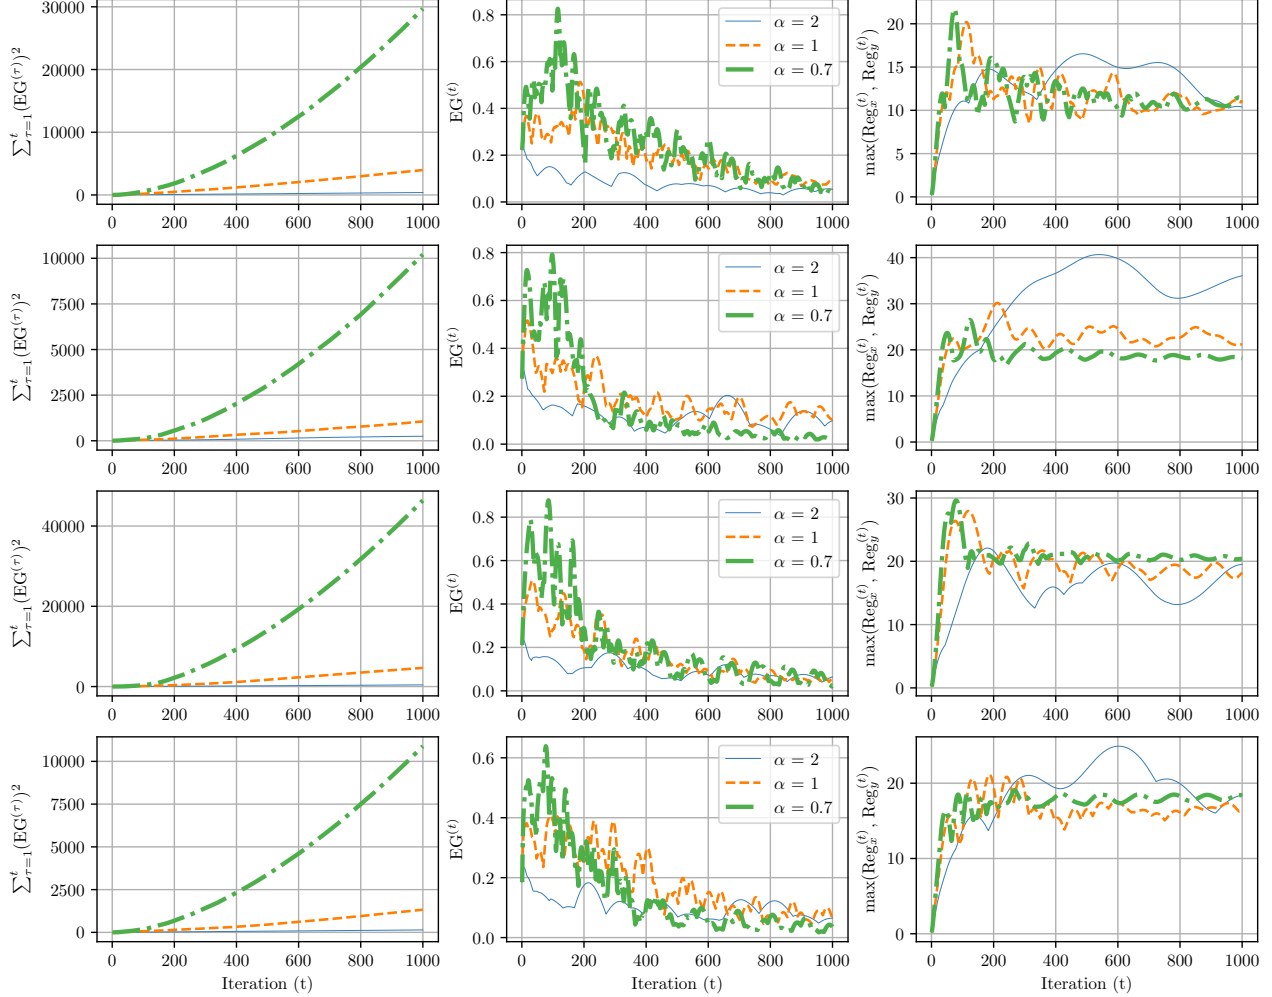 30000
20000
10000
0
0 200 400 600 800 1000
∑ᵗ_{τ=1}(EG^{(τ)})²
0.8
0.6
0.4
0.2
0.0
0 200 400 600 800 1000
EG^{(t)}
α = 2
α = 1
α = 0.7
20
15
10
5
0
0 200 400 600 800 1000
max(Reg_x^{(t)}, Reg_y^{(t)})
10000
7500
5000
2500
0
0 200 400 600 800 1000
∑ᵗ_{τ=1}(EG^{(τ)})²
0.8
0.6
0.4
0.2
0.0
0 200 400 600 800 1000
EG^{(t)}
α = 2
α = 1
α = 0.7
40
30
20
10
0
0 200 400 600 800 1000
max(Reg_x^{(t)}, Reg_y^{(t)})
40000
20000
0
0 200 400 600 800 1000
∑ᵗ_{τ=1}(EG^{(τ)})²
0.8
0.6
0.4
0.2
0.0
0 200 400 600 800 1000
EG^{(t)}
α = 2
α = 1
α = 0.7
30
20
10
0
0 200 400 600 800 1000
max(Reg_x^{(t)}, Reg_y^{(t)})
10000
7500
5000
2500
0
0 200 400 600 800 1000
∑ᵗ_{τ=1}(EG^{(τ)})²
Iteration (t)
0.6
0.4
0.2
0.0
0 200 400 600 800 1000
EG^{(t)}
α = 2
α = 1
α = 0.7
Iteration (t)
20
10
0
0 200 400 600 800 1000
max(Reg_x^{(t)}, Reg_y^{(t)})
Iteration (t)